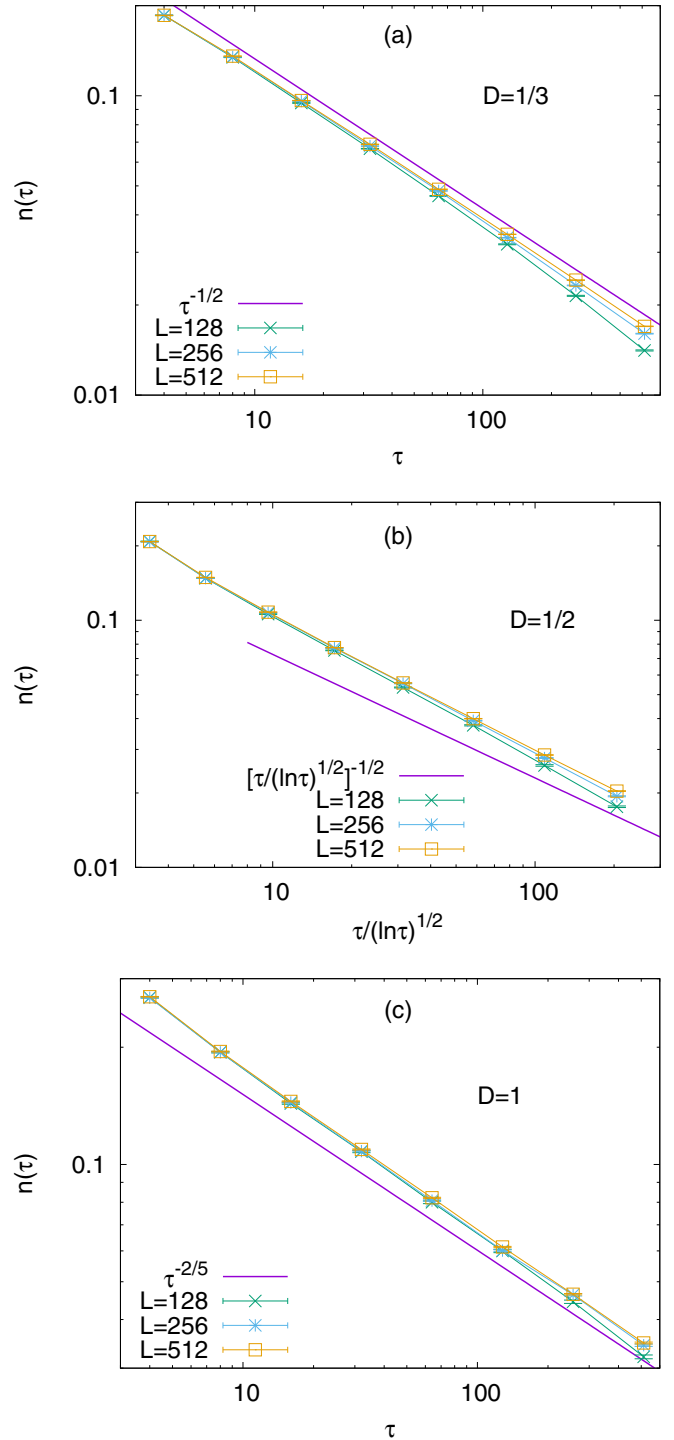 (a)
D=1/3
0.1
n(τ)
τ^-1/2
L=128
L=256
L=512
0.01
10 100
τ
(b)
D=1/2
0.1
n(τ)
[τ/(lnτ)^1/2]^-1/2
L=128
L=256
L=512
0.01
10 100
τ/(lnτ)^1/2
(c)
D=1
n(τ)
0.1
τ^-2/5
L=128
L=256
L=512
10 100
τ